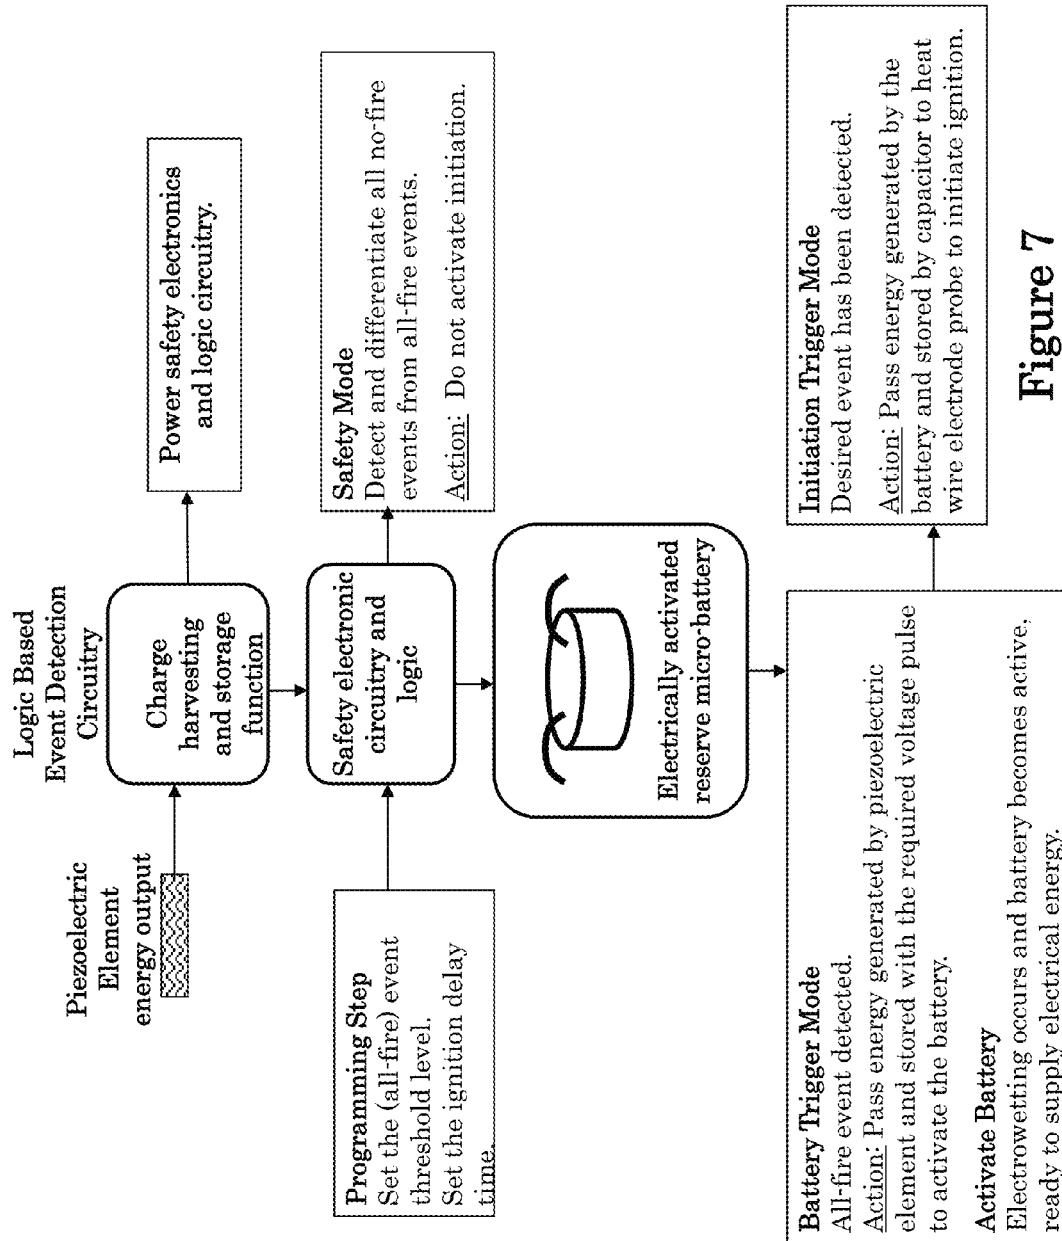 Logic Based
Event Detection
Circuitry
Piezoelectric
Element
energy output
Charge
harvesting
and storage
function
Power safety electronics
and logic circuitry.
Programming Step
Set the (all-fire) event
threshold level.
Set the ignition delay
time.
Safety electronic
circuitry and
logic
Safety Mode
Detect and differentiate all no-fire
events from all-fire events.
Action: Do not activate initiation.
Electrically activated
reserve micro-battery
Battery Trigger Mode
All-fire event detected.
Action: Pass energy generated by piezoelectric
element and stored with the required voltage pulse
to activate the battery.
Activate Battery
Electrowetting occurs and battery becomes active,
ready to supply electrical energy.
Initiation Trigger Mode
Desired event has been detected.
Action: Pass energy generated by the
battery and stored by capacitor to heat
wire electrode probe to initiate ignition.
Figure 7